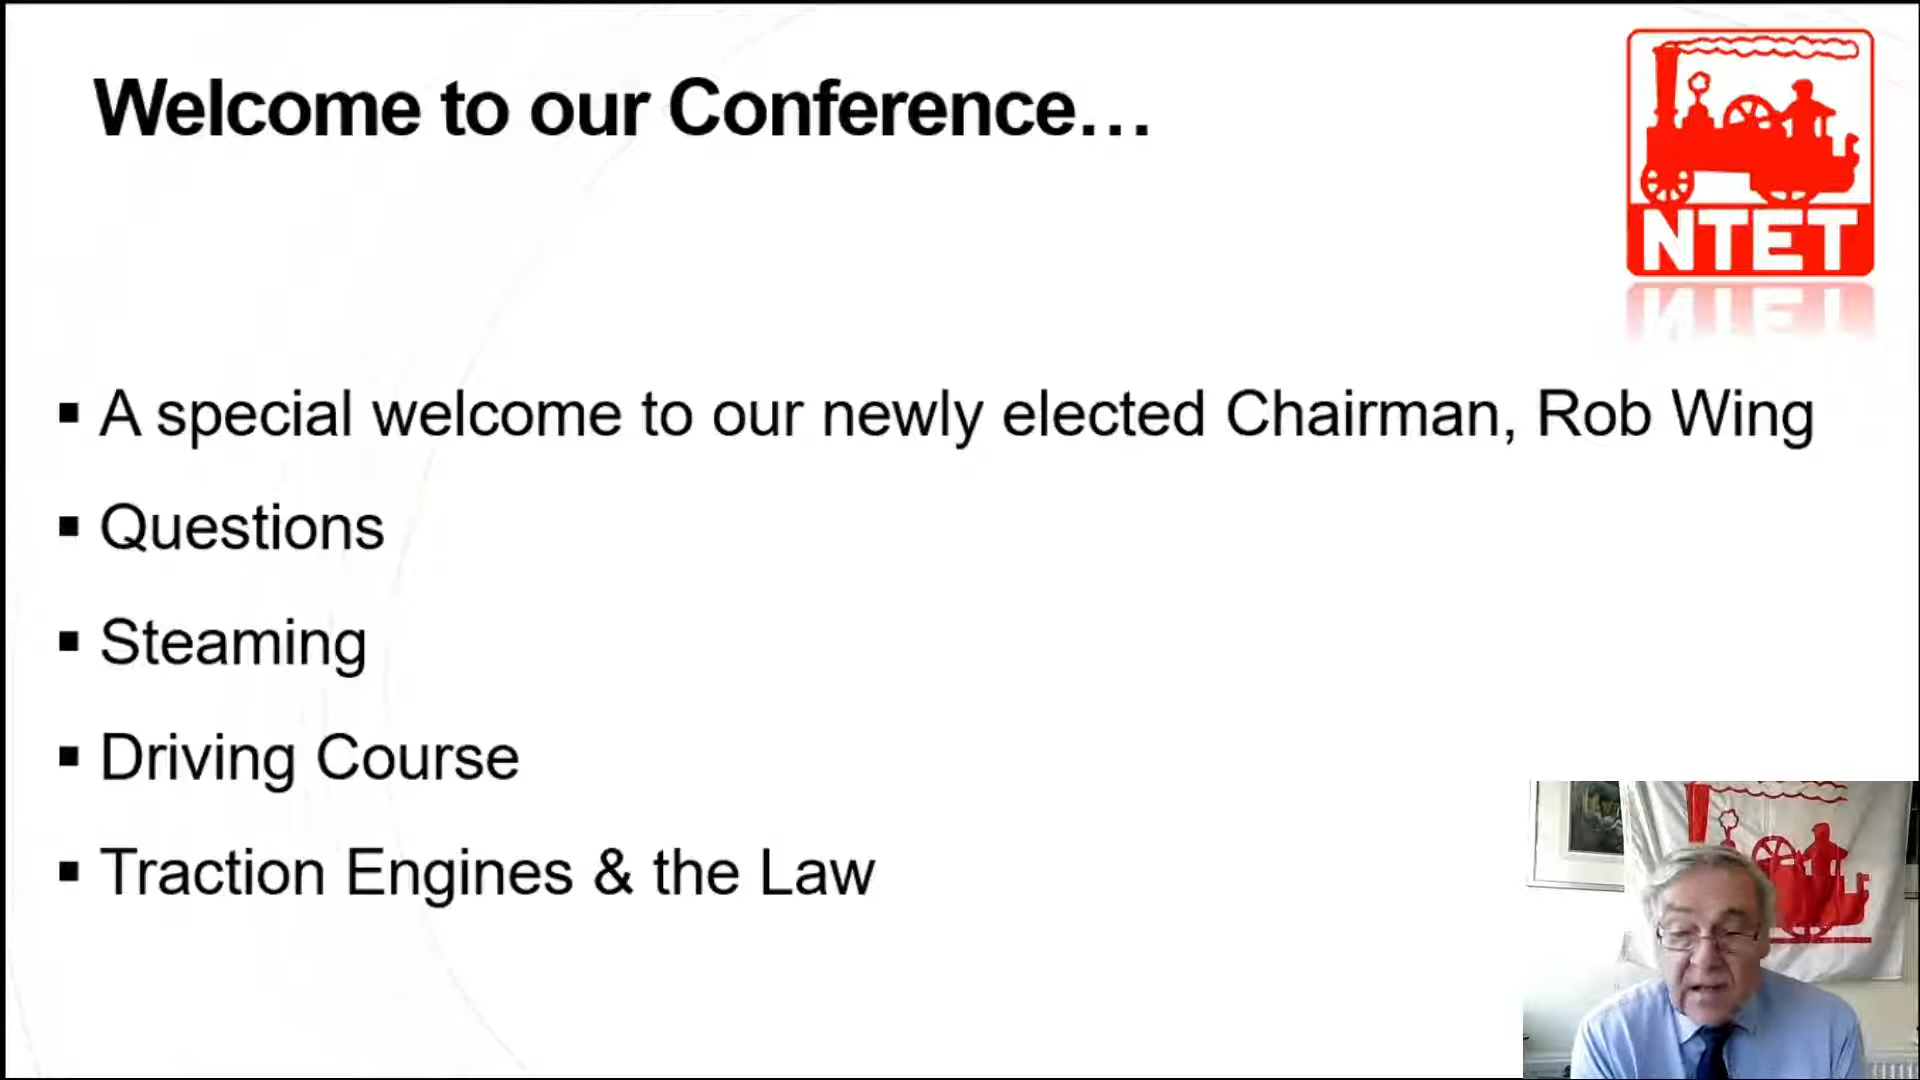 Welcome to our Conference…
NTET
A special welcome to our newly elected Chairman, Rob Wing
Questions
Steaming
Driving Course
Traction Engines & the Law